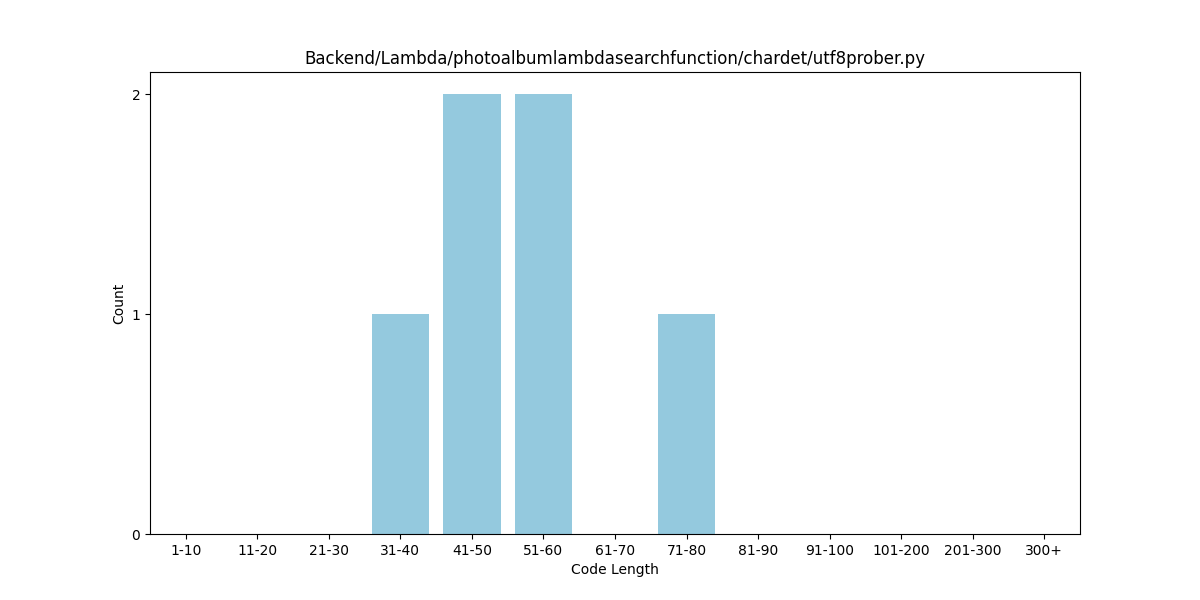 Backend/Lambda/photoalbumlambdasearchfunction/chardet/utf8prober.py
2
1
0
Count
1-10 11-20 21-30 31-40 41-50 51-60 61-70 71-80 81-90 91-100 101-200 201-300 300+
Code Length